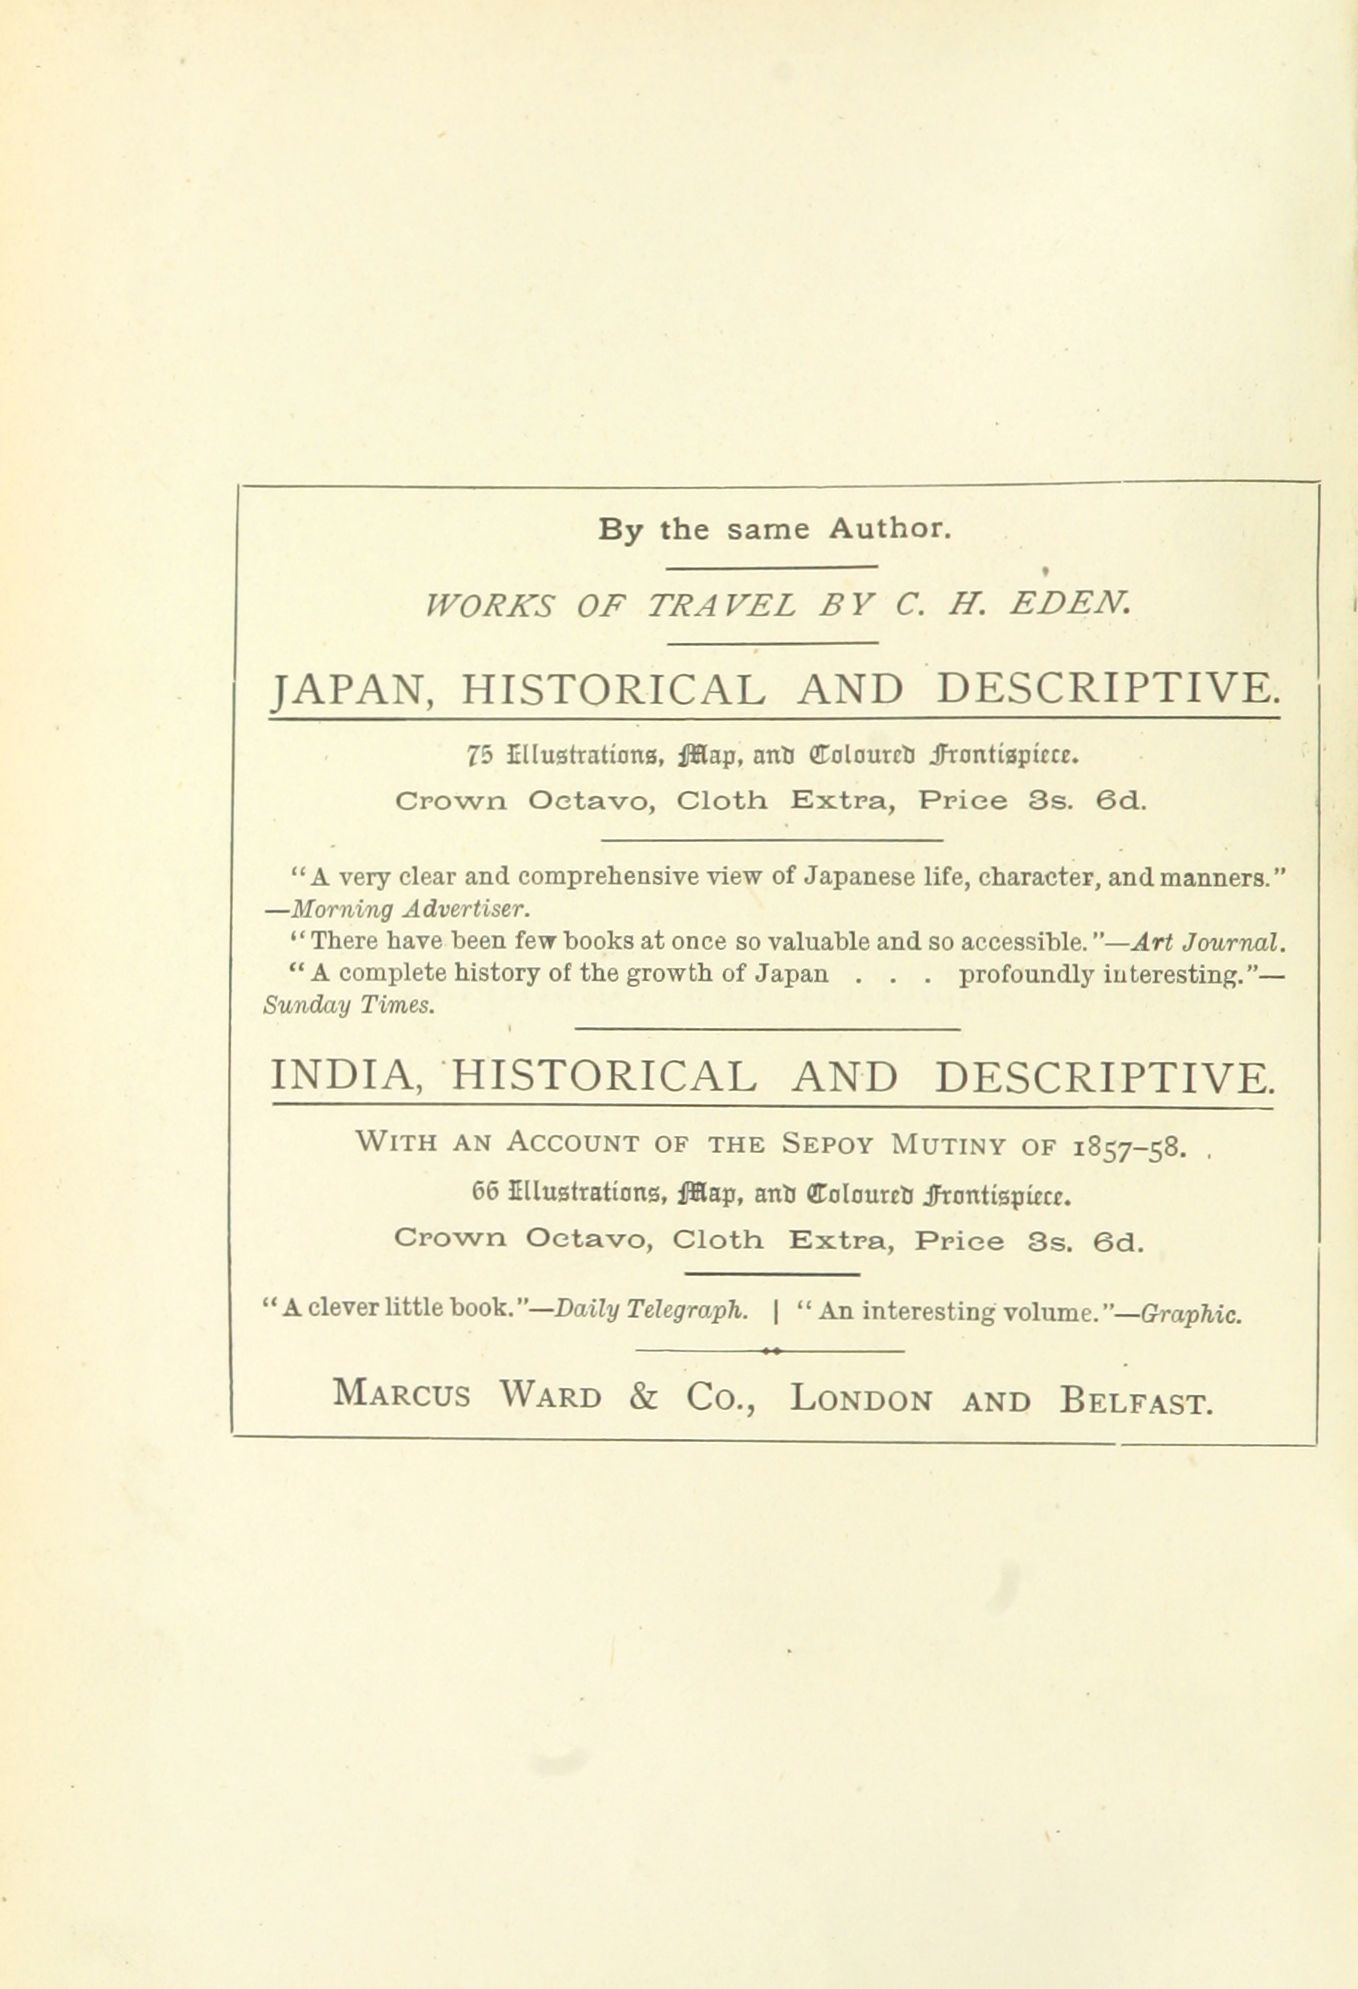 By the same Author.
WORKS OF TRAVEL BY C. H. EDEN.
JAPAN, HISTORICAL AND DESCRIPTIVE.
75 Illustrations, Map, and Coloured Frontispiece.
Crown Octavo, Cloth Extra, Price 3s. 6d.
"A very clear and comprehensive view of Japanese life, character, and manners."
—Morning Advertiser.
"There have been few books at once so valuable and so accessible."—Art Journal.
"A complete history of the growth of Japan . . . profoundly interesting."—
Sunday Times.
INDIA, HISTORICAL AND DESCRIPTIVE.
WITH AN ACCOUNT OF THE SEPOY MUTINY OF 1857–58.
66 Illustrations, Map, and Coloured Frontispiece.
Crown Octavo, Cloth Extra, Price 3s. 6d.
"A clever little book."—Daily Telegraph. | "An interesting volume."—Graphic.
MARCUS WARD & CO., LONDON AND BELFAST.